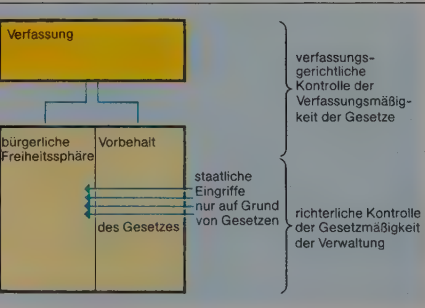 Verfassung
verfassungs-
gerichtliche
Kontrolle der
Verfassungsmäßig-
keit der Gesetze
bürgerliche
Freiheitssphäre
Vorbehalt
des Gesetzes
staatliche
Eingriffe
nur auf Grund
von Gesetzen
richterliche Kontrolle
der Gesetzmäßigkeit
der Verwaltung